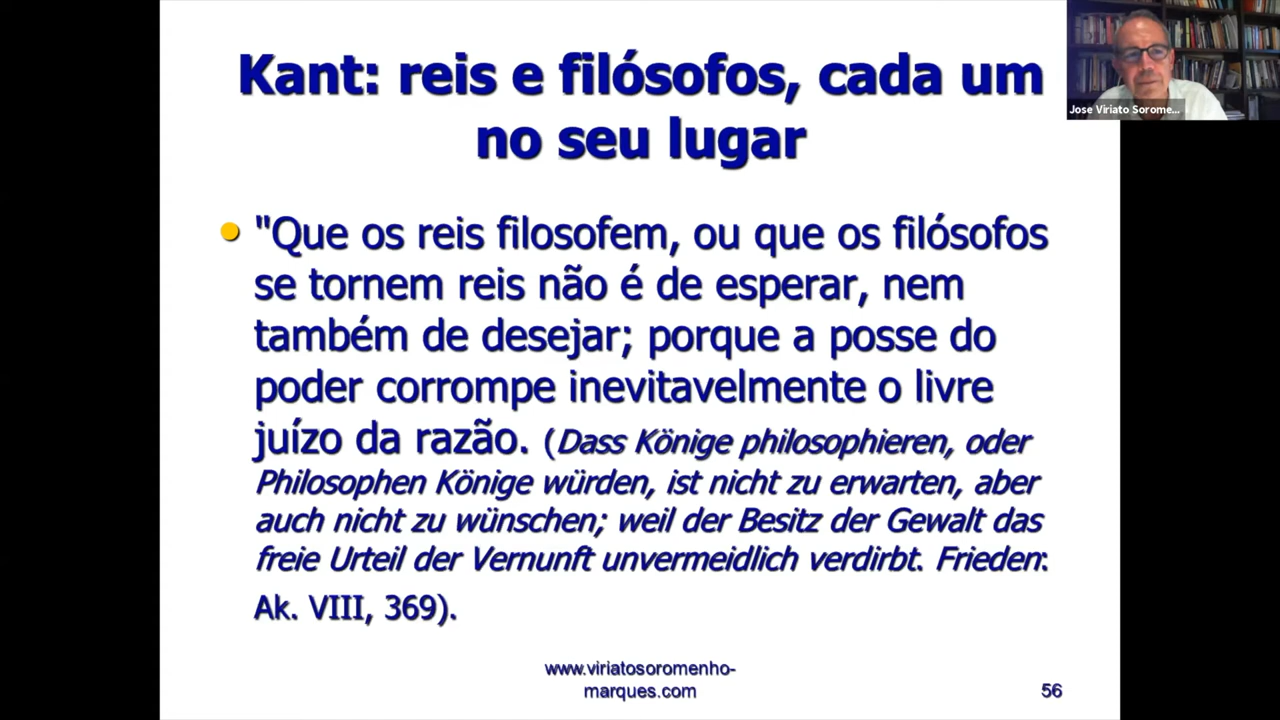 Kant: reis e filósofos, cada um
no seu lugar
Jose Viriato Sorome...
• "Que os reis filosofem, ou que os filósofos
se tornem reis não é de esperar, nem
também de desejar; porque a posse do
poder corrompe inevitavelmente o livre
juízo da razão. (Dass Könige philosophieren, oder
Philosophen Könige würden, ist nicht zu erwarten, aber
auch nicht zu wünschen; weil der Besitz der Gewalt das
freie Urteil der Vernunft unvermeidlich verdirbt. Frieden:
Ak. VIII, 369).
www.viriatosoromenho-
marques.com
56